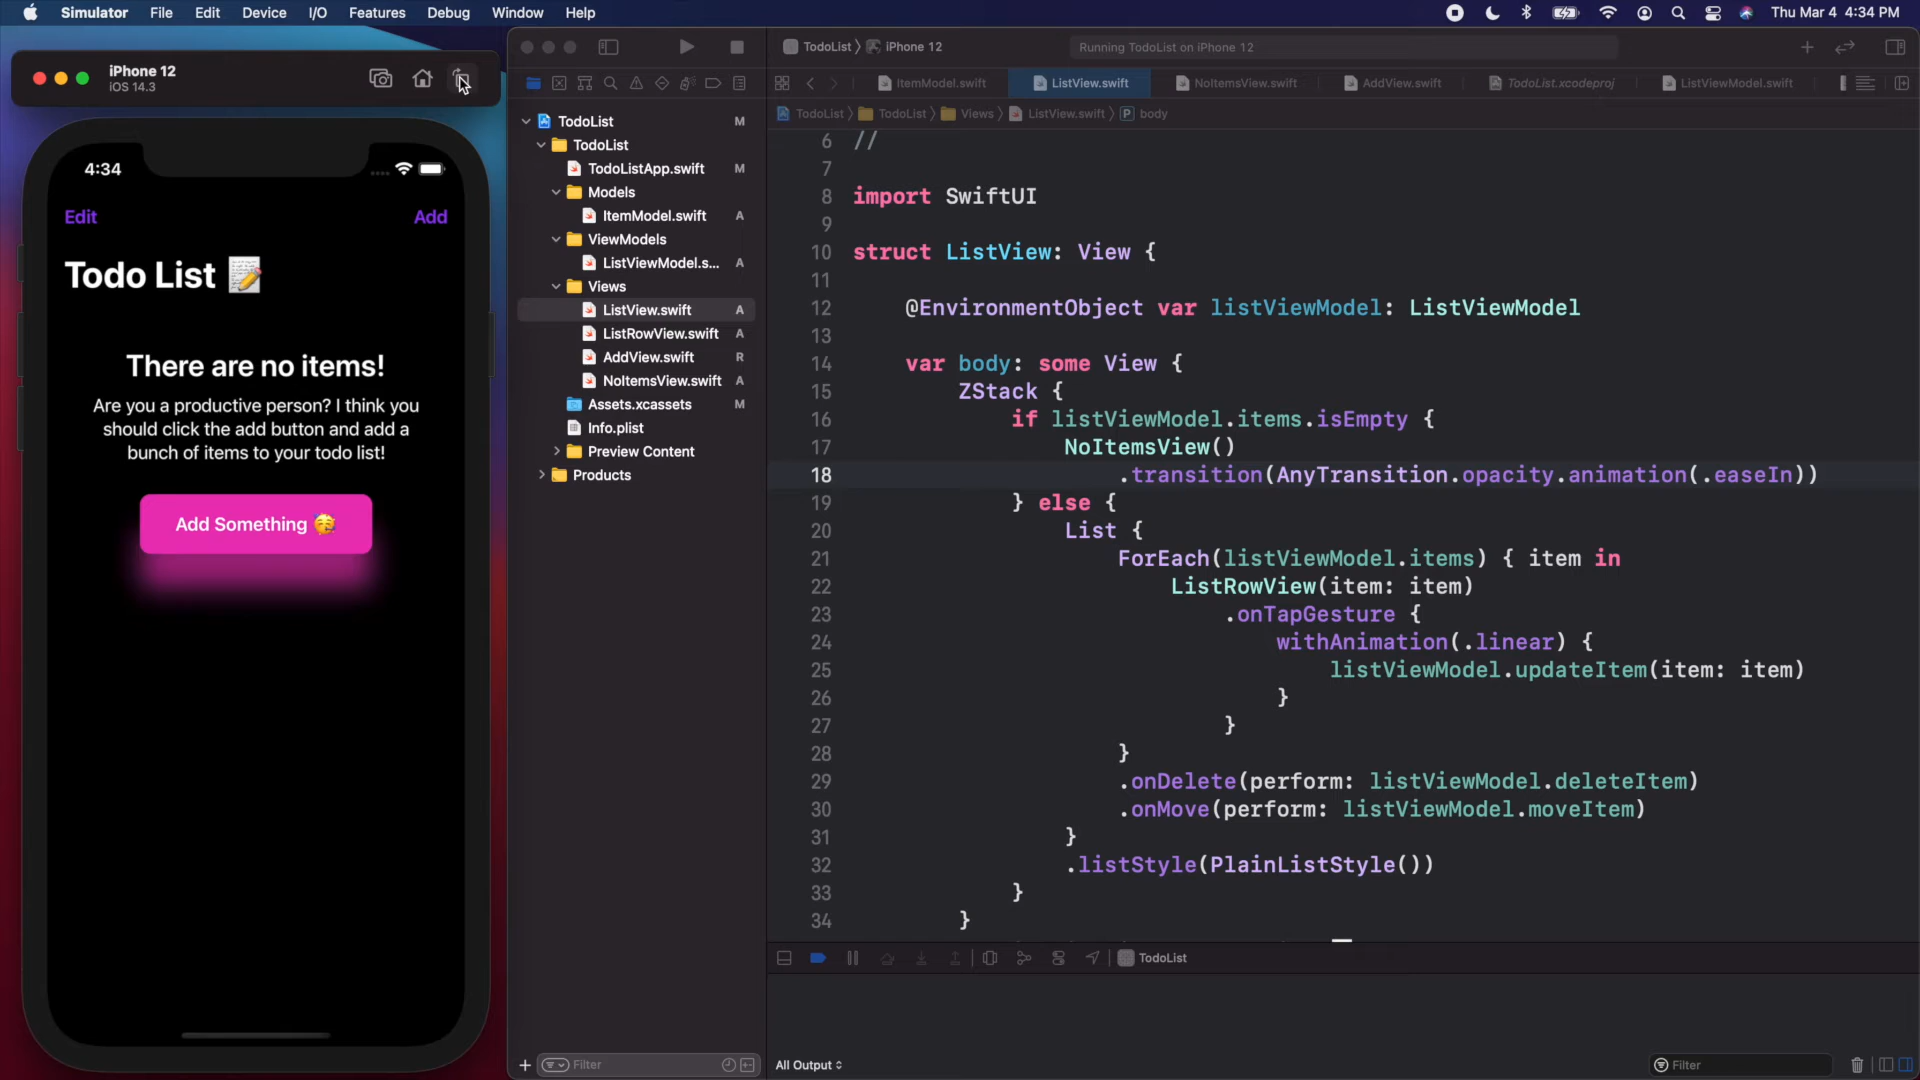 Simulator File Edit Device I/O Features Debug Window Help Thu Mar 4 4:34 PM
iPhone 12
iOS 14.3
4:34
Edit Add
Todo List 📝
There are no items!
Are you a productive person? I think you
should click the add button and add a
bunch of items to your todo list!
Add Something 🥳
TodoList M
TodoList
TodoListApp.swift M
Models
ItemModel.swift A
ViewModels
ListViewModel.s... A
Views
ListView.swift A
ListRowView.swift A
AddView.swift R
NoItemsView.swift A
Assets.xcassets M
Info.plist
Preview Content
Products
Filter
TodoList 〉 iPhone 12 Running TodoList on iPhone 12
ItemModel.swift ListView.swift NoItemsView.swift AddView.swift TodoList.xcodeproj ListViewModel.swift
TodoList 〉 TodoList 〉 Views 〉 ListView.swift 〉 P body
6 //
7
8 import SwiftUI
9
10 struct ListView: View {
11
12 @EnvironmentObject var listViewModel: ListViewModel
13
14 var body: some View {
15 ZStack {
16 if listViewModel.items.isEmpty {
17 NoItemsView()
18 .transition(AnyTransition.opacity.animation(.easeIn))
19 } else {
20 List {
21 ForEach(listViewModel.items) { item in
22 ListRowView(item: item)
23 .onTapGesture {
24 withAnimation(.linear) {
25 listViewModel.updateItem(item: item)
26 }
27 }
28 }
29 .onDelete(perform: listViewModel.deleteItem)
30 .onMove(perform: listViewModel.moveItem)
31 }
32 .listStyle(PlainListStyle())
33 }
34 }
TodoList
All Output Filter